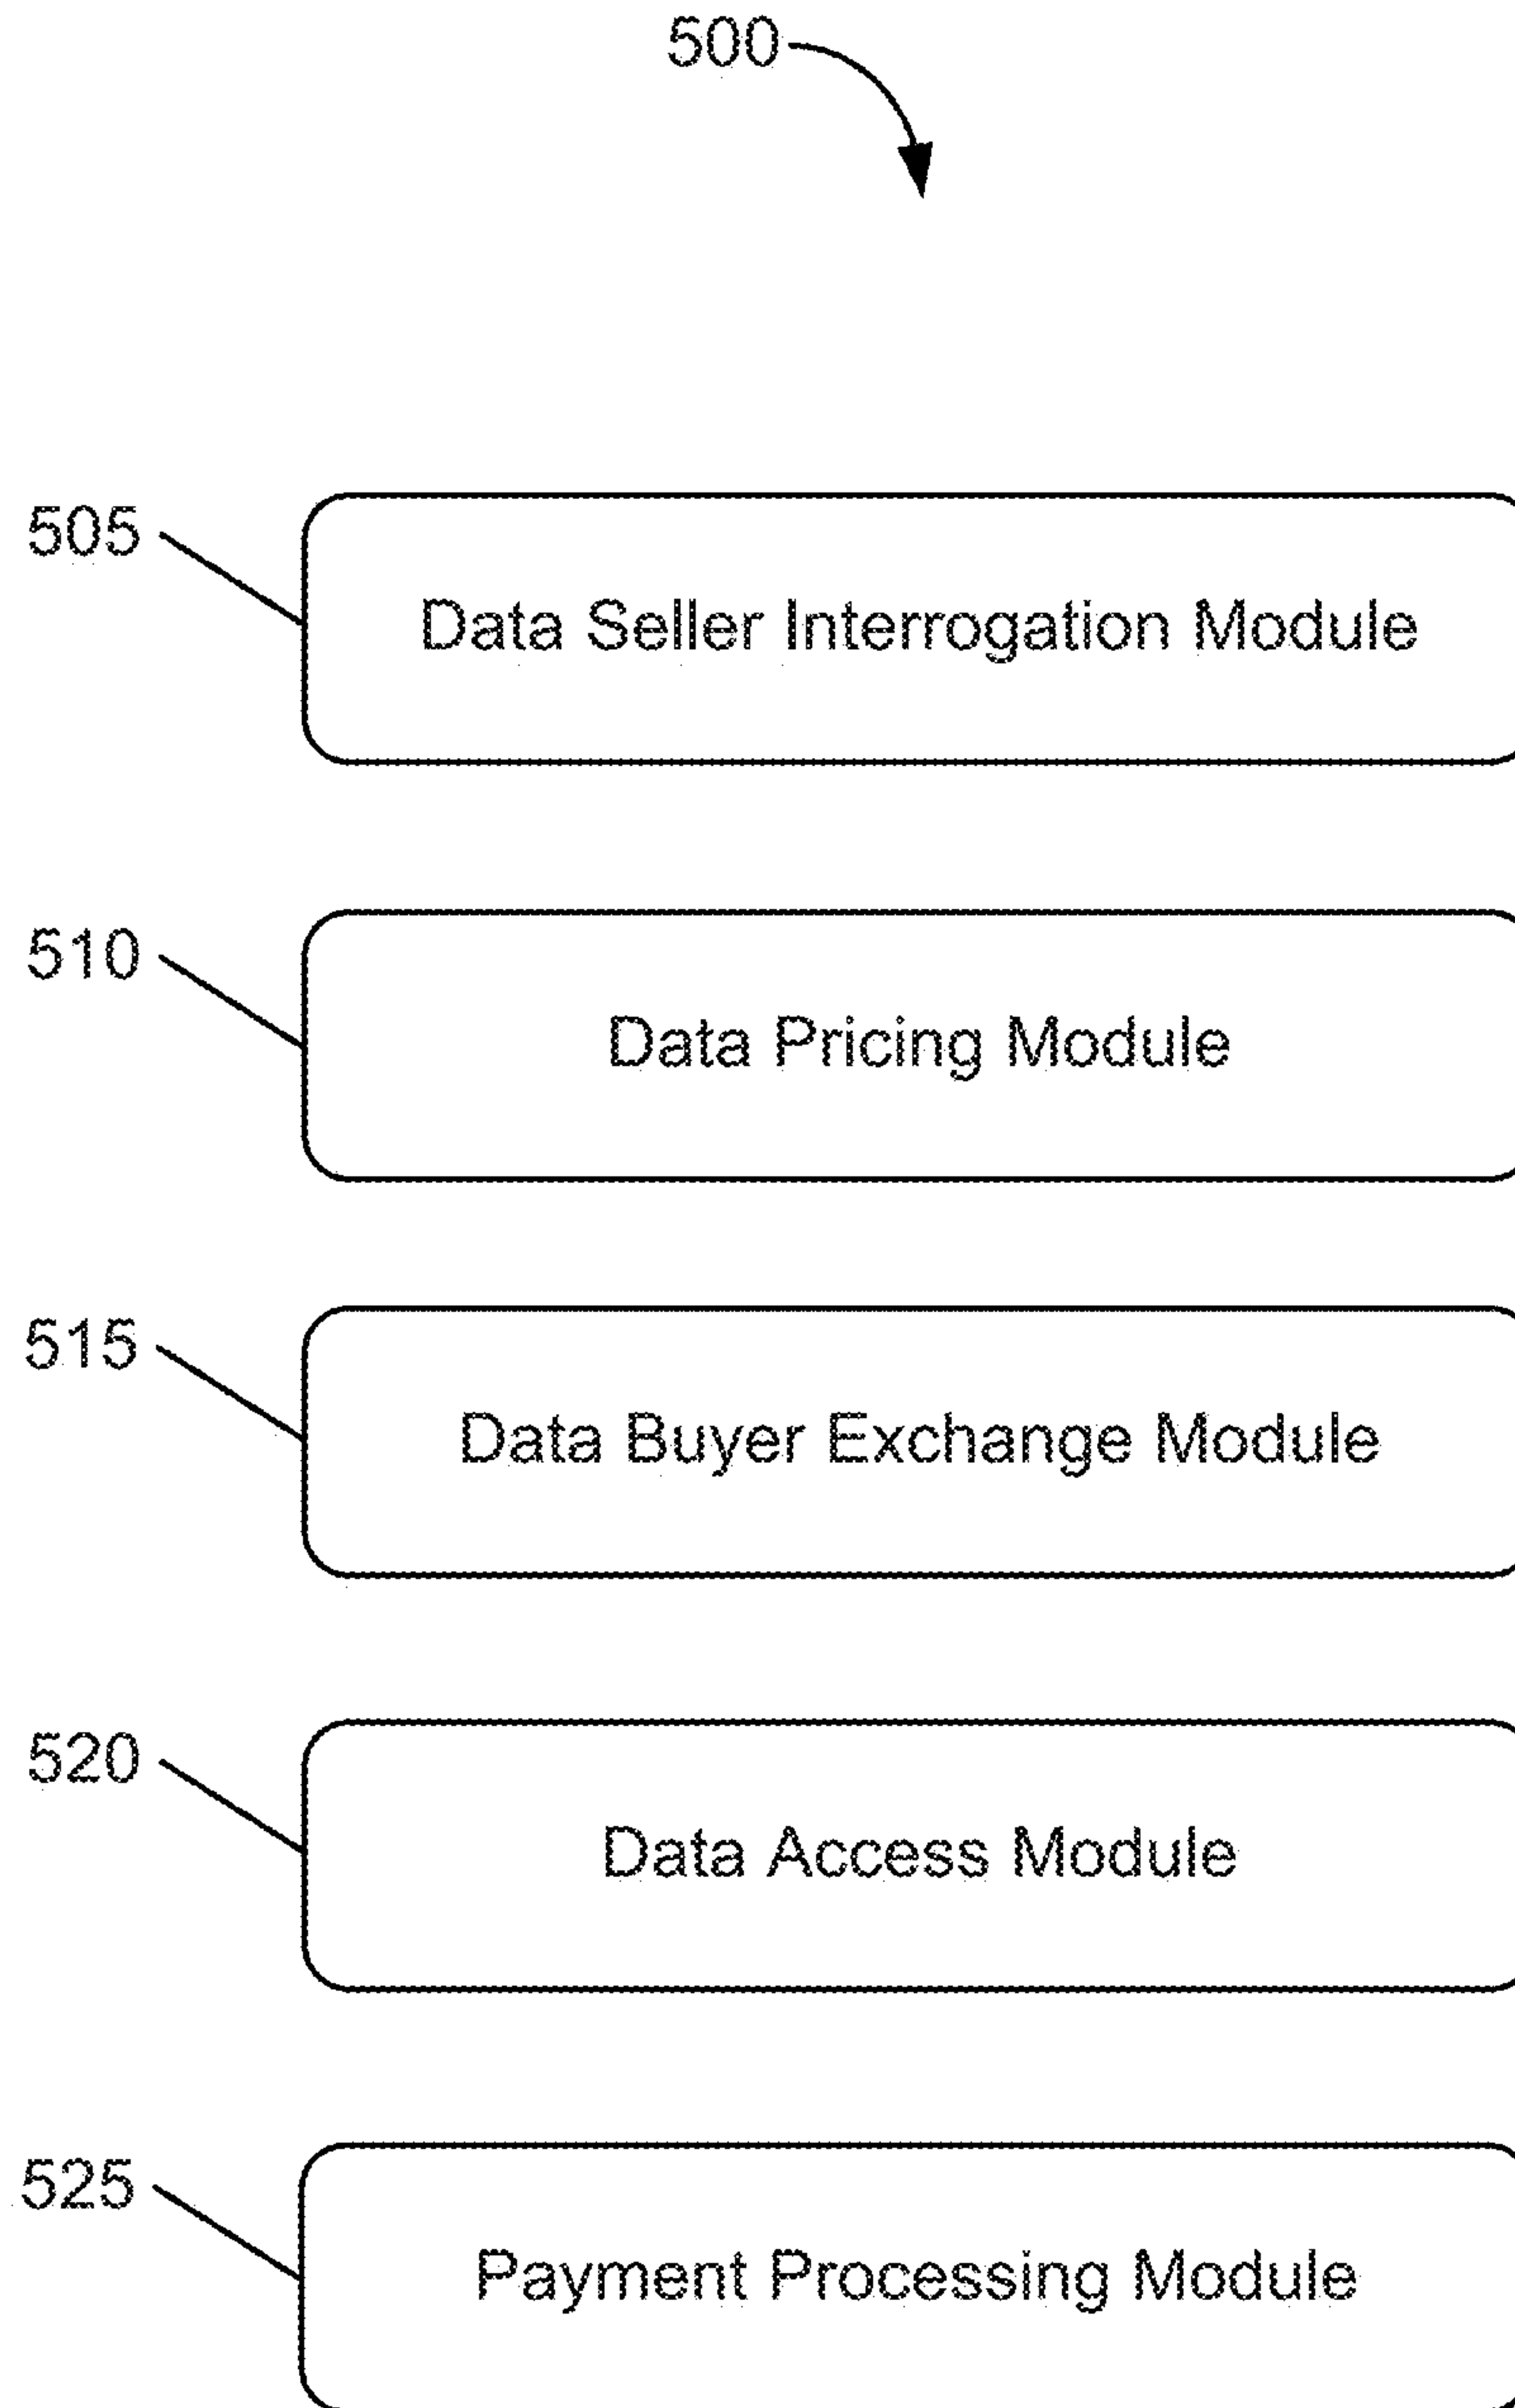 500
505
Data Seller Interrogation Module
510
Data Pricing Module
515
Data Buyer Exchange Module
520
Data Access Module
525
Payment Processing Module